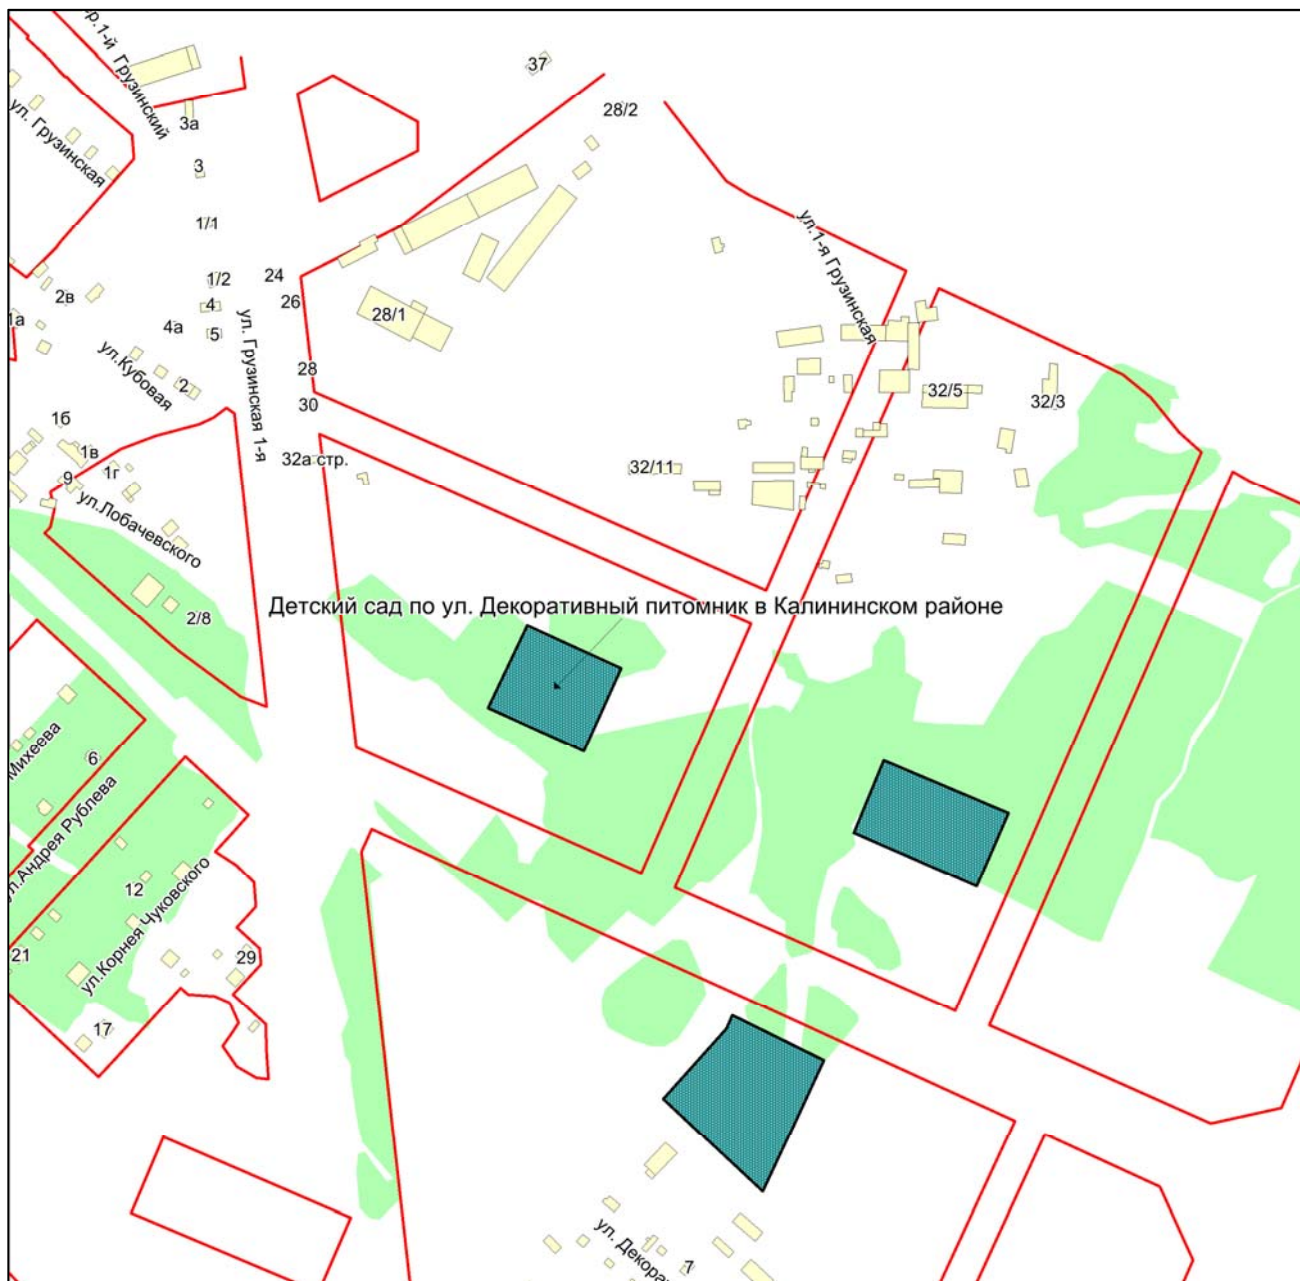 р.1-й Грузинский
37
28/2
3а
ул. Грузинская
3
1/1
ул.1-я Грузинская
24
1/2
2в
26
4
28/1
1а
4а
5
ул. Грузинская 1-я
ул.Кубовая
28
2
32/5
32/3
30
1б
1в
32а стр.
32/11
1г
9
ул.Лобачевского
Детский сад по ул. Декоративный питомник в Калининском районе
2/8
Михеева
6
ул.Андрея Рублева
12
ул.Корнея Чуковского
21
29
17
ул. Декора
7